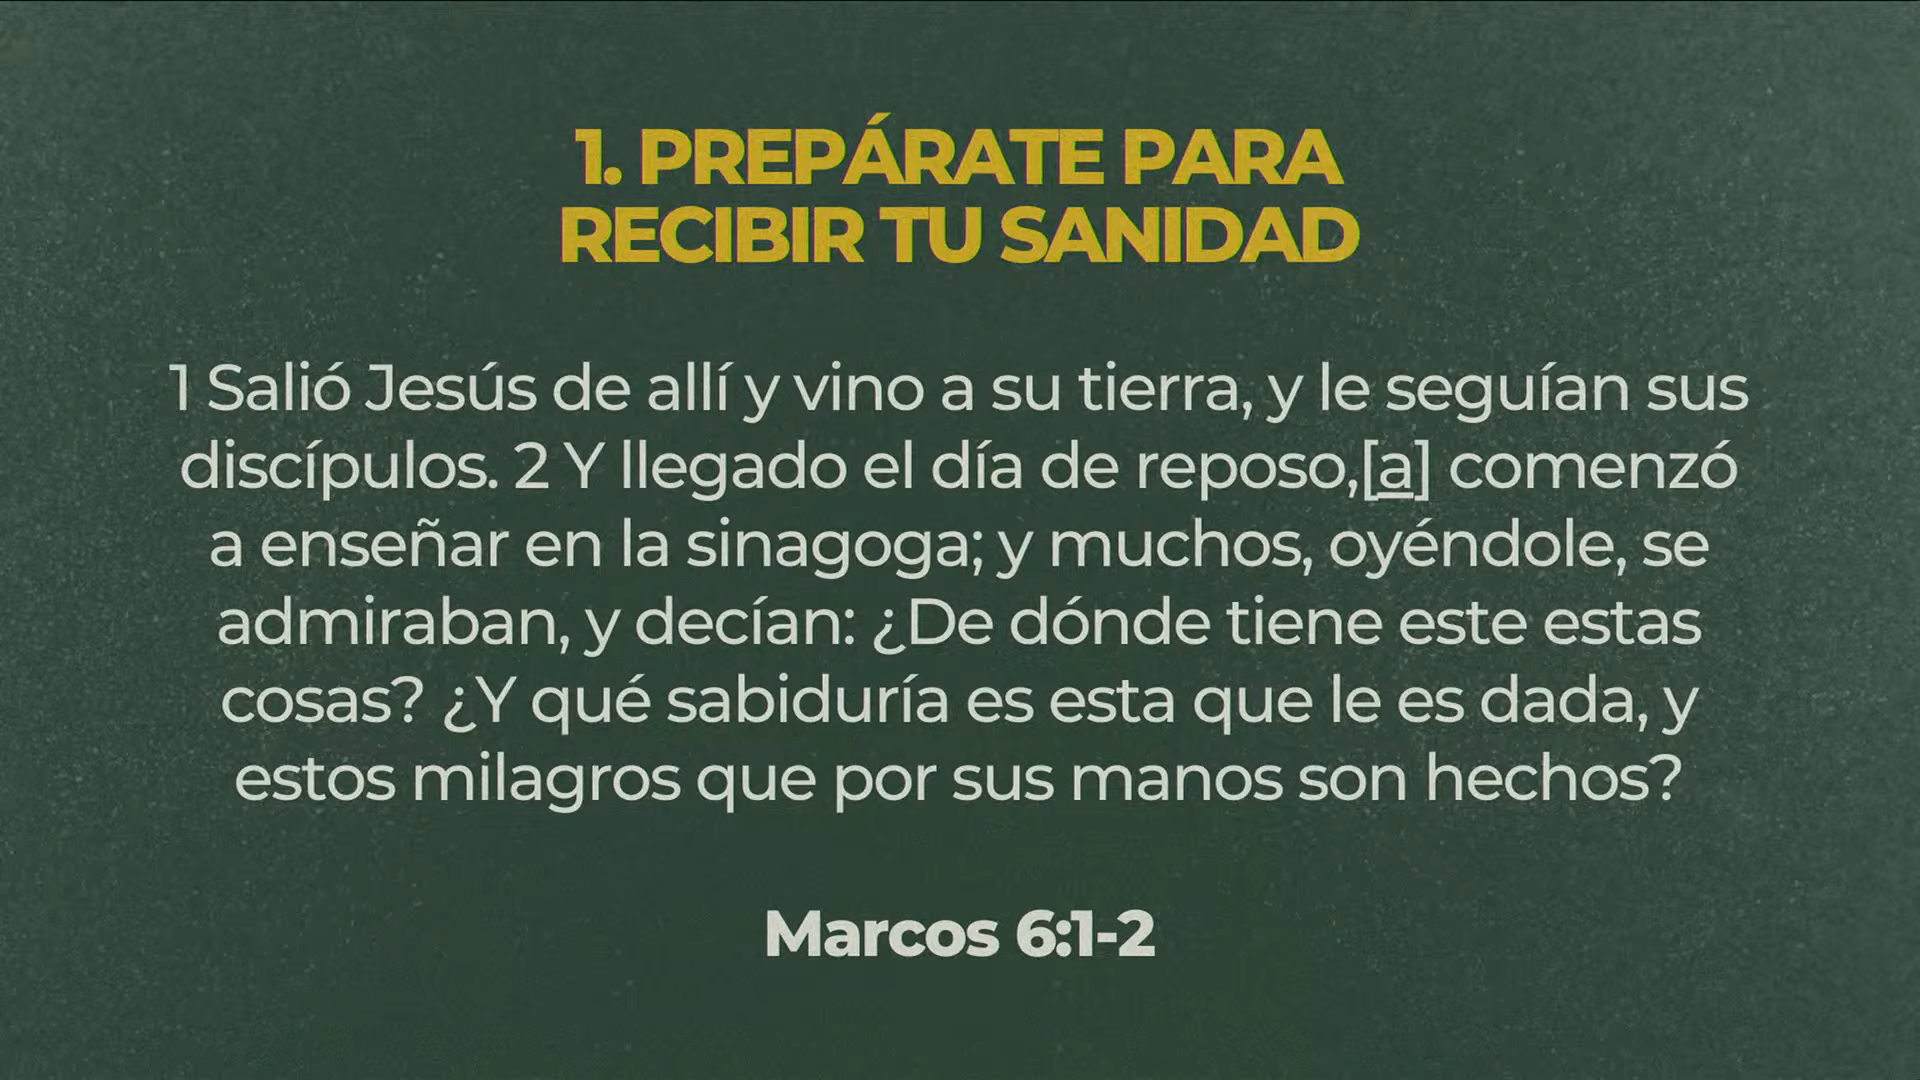 1. PREPÁRATE PARA
RECIBIR TU SANIDAD
1 Salió Jesús de allí y vino a su tierra, y le seguían sus
discípulos. 2 Y llegado el día de reposo,[a] comenzó
a enseñar en la sinagoga; y muchos, oyéndole, se
admiraban, y decían: ¿De dónde tiene este estas
cosas? ¿Y qué sabiduría es esta que le es dada, y
estos milagros que por sus manos son hechos?
Marcos 6:1-2